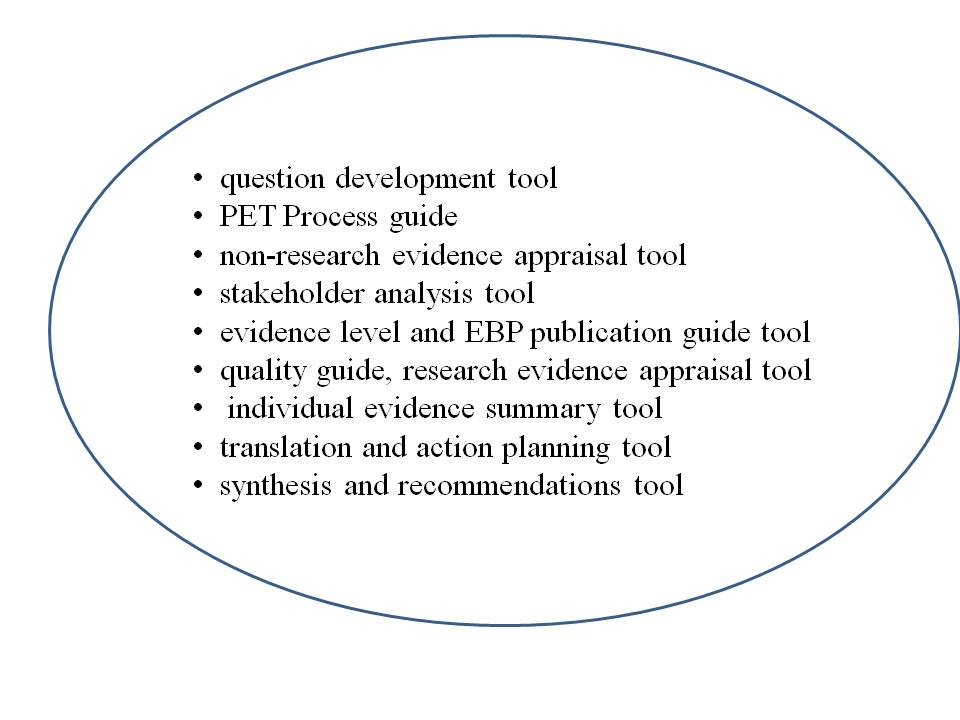 • question development tool
• PET Process guide
• non-research evidence appraisal tool
• stakeholder analysis tool
• evidence level and EBP publication guide tool
• quality guide, research evidence appraisal tool
• individual evidence summary tool
• translation and action planning tool
• synthesis and recommendations tool